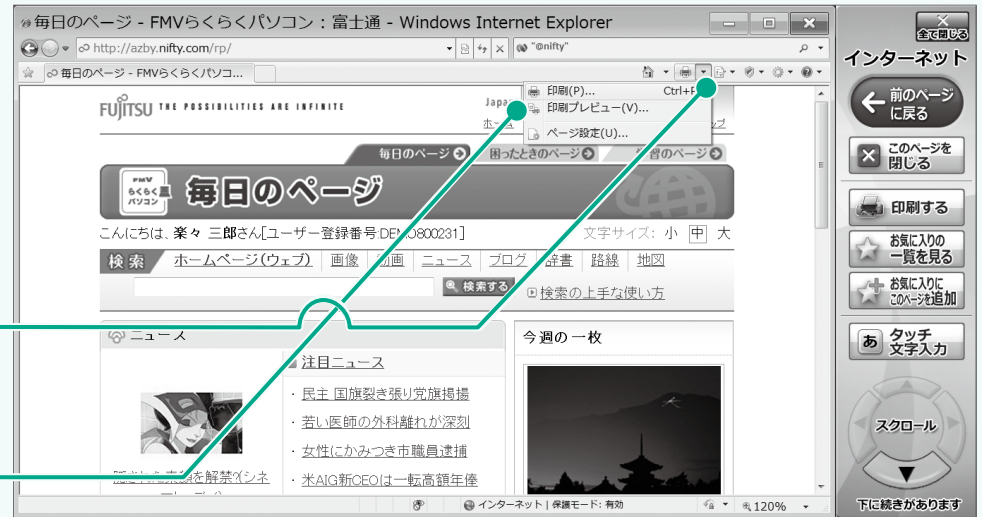 毎日のページ - FMVらくらくパソコン：富士通 - Windows Internet Explorer
http://azby.nifty.com/rp/
"@nifty"
毎日のページ - FMVらくらくパソコ...
FUJITSU THE POSSIBILITIES ARE INFINITE
印刷(P)... Ctrl+P
印刷プレビュー(V)...
ページ設定(U)...
毎日のページ
困ったときのページ
習のページ
FMV
らくらく
パソコン
毎日のページ
こんにちは、楽々 三郎さん[ユーザー登録番号:DEMO800231]
文字サイズ: 小 中 大
検索 ホームページ(ウェブ) 画像 動画 ニュース ブログ 辞書 路線 地図
検索する
検索の上手な使い方
ニュース
注目ニュース
・民主 国旗裂き張り党旗掲揚
・若い医師の外科離れが深刻
・女性にかみつき市職員逮捕
・米AIG新CEOは一転高額年俸
を解禁?(シネ
今週の一枚
インターネット | 保護モード: 有効
120%
全て閉じる
インターネット
前のページ
に戻る
このページを
閉じる
印刷する
お気に入りの
一覧を見る
お気に入りに
このページを追加
あ タッチ
文字入力
スクロール
下に続きがあります